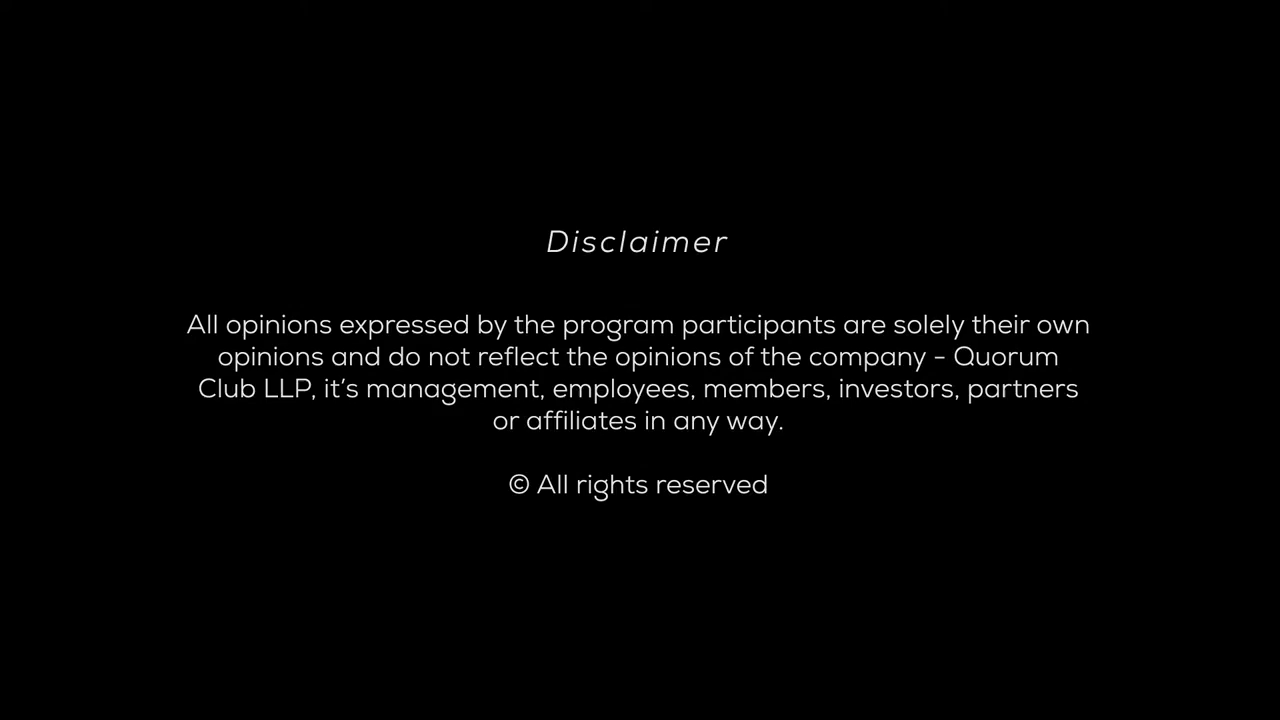 Disclaimer
All opinions expressed by the program participants are solely their own
opinions and do not reflect the opinions of the company - Quorum
Club LLP, it’s management, employees, members, investors, partners
or affiliates in any way.
© All rights reserved